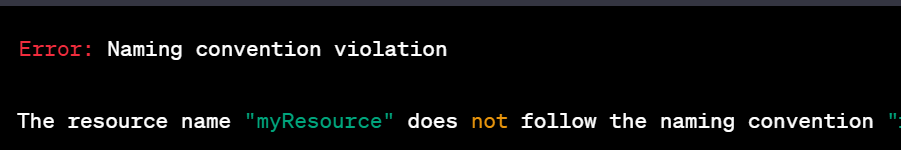 Error: Naming convention violation
The resource name "myResource" does not follow the naming convention "